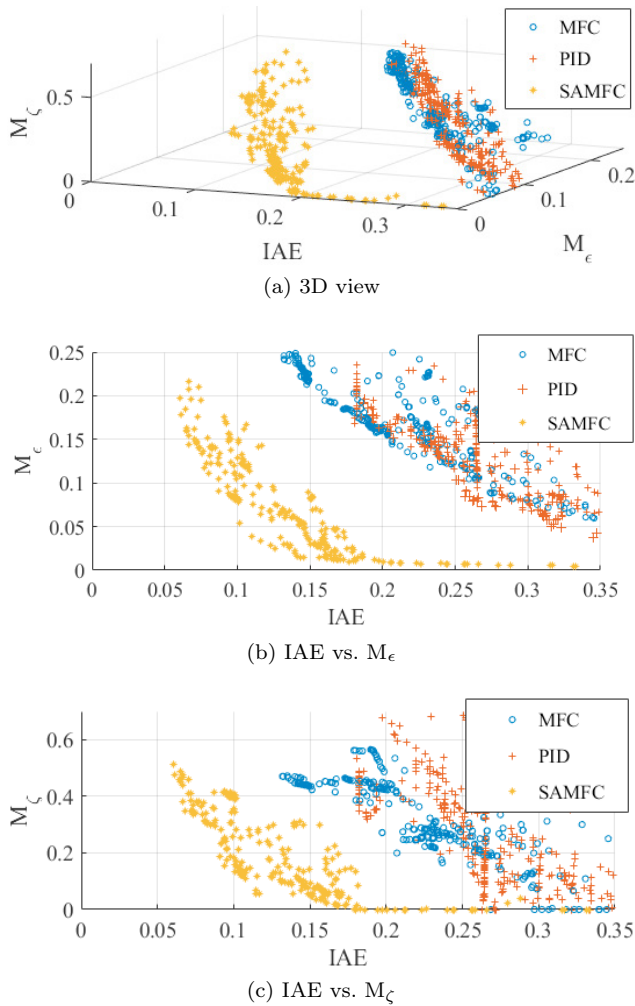 MFC
PID
SAMFC
M_ζ
0.5
0
0
0.1
0.2
0.3
IAE
0
0.1
0.2
M_ϵ
(a) 3D view
MFC
PID
SAMFC
M_ϵ
0.25
0.2
0.15
0.1
0.05
0
0
0.05
0.1
0.15
0.2
0.25
0.3
0.35
IAE
(b) IAE vs. M_ϵ
MFC
PID
SAMFC
M_ζ
0.6
0.4
0.2
0
0
0.05
0.1
0.15
0.2
0.25
0.3
0.35
IAE
(c) IAE vs. M_ζ